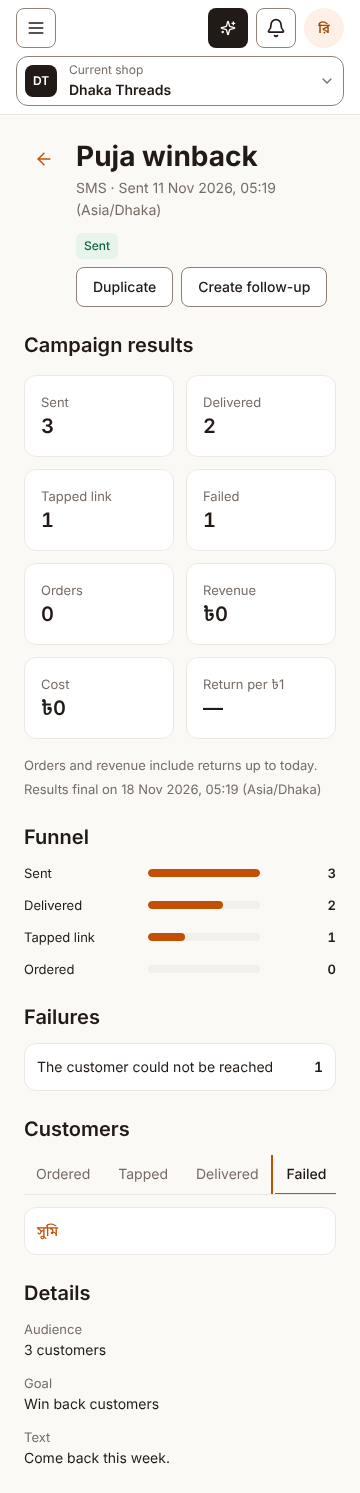 রি
DT
Current shop
Dhaka Threads
Puja winback
SMS · Sent 11 Nov 2026, 05:19
(Asia/Dhaka)
Sent
Duplicate
Create follow-up
Campaign results
Sent
3
Delivered
2
Tapped link
1
Failed
1
Orders
0
Revenue
৳0
Cost
৳0
Return per ৳1
—
Orders and revenue include returns up to today.
Results final on 18 Nov 2026, 05:19 (Asia/Dhaka)
Funnel
Sent 3
Delivered 2
Tapped link 1
Ordered 0
Failures
The customer could not be reached 1
Customers
Ordered Tapped Delivered Failed
সুমি
Details
Audience
3 customers
Goal
Win back customers
Text
Come back this week.